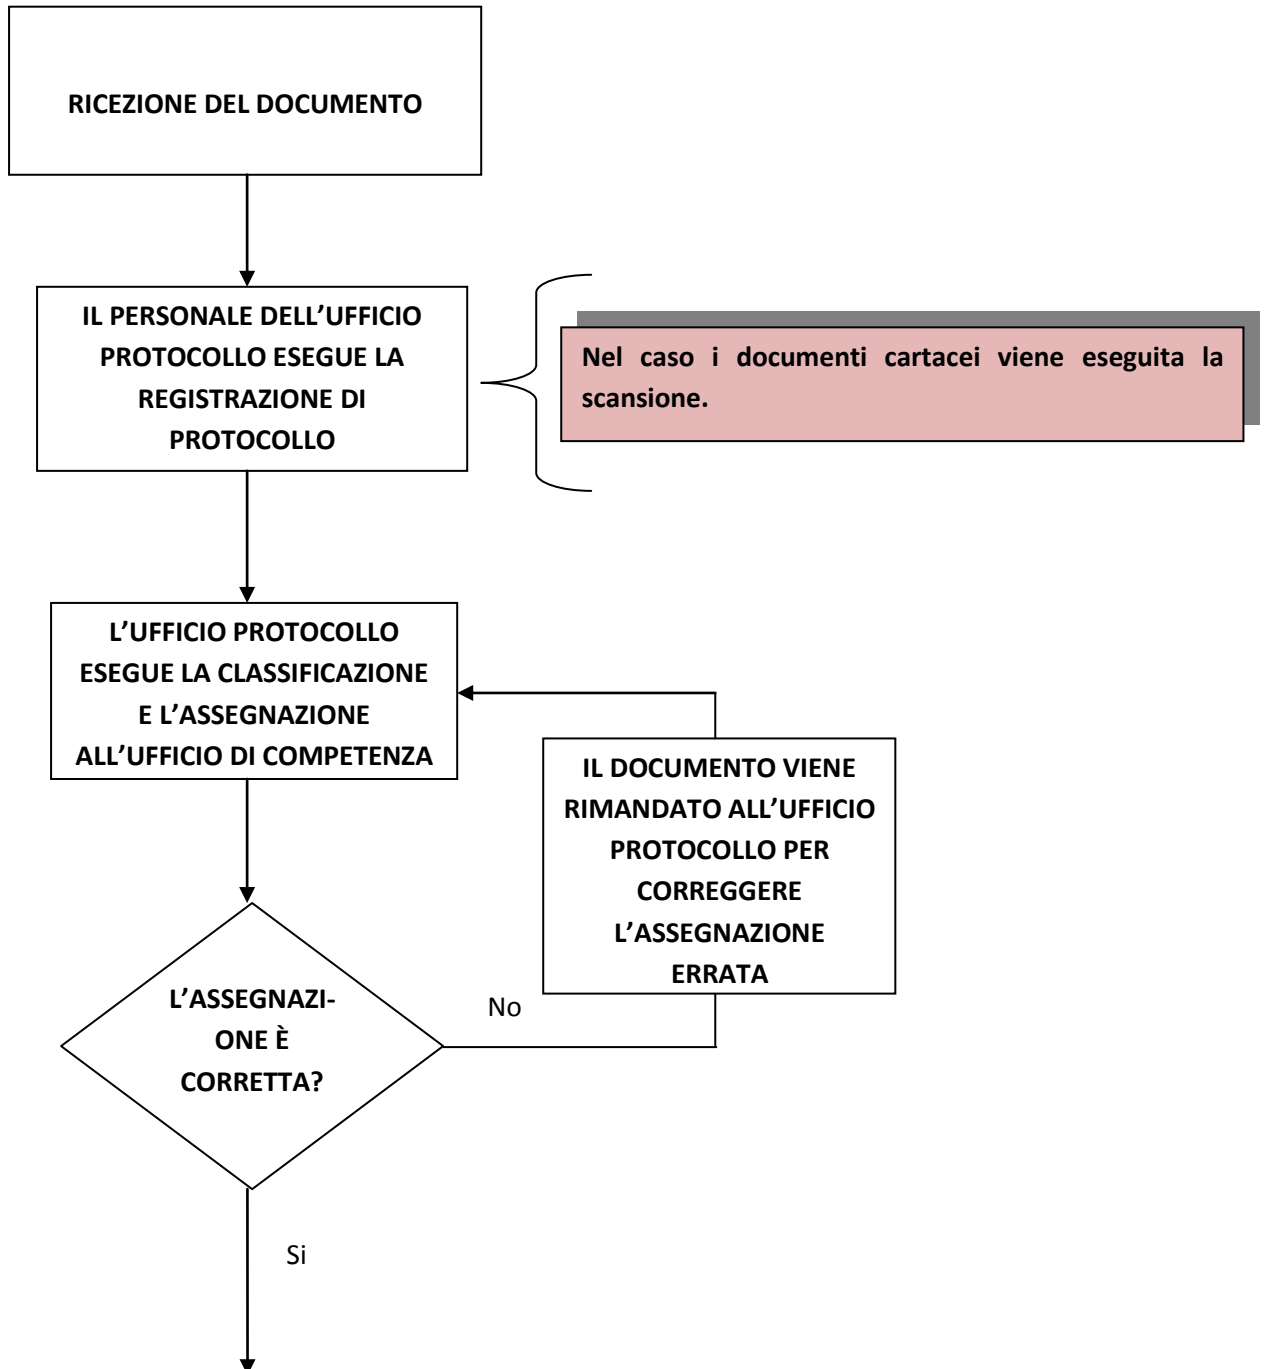 RICEZIONE DEL DOCUMENTO
IL PERSONALE DELL’UFFICIO
PROTOCOLLO ESEGUE LA
REGISTRAZIONE DI
PROTOCOLLO
Nel caso i documenti cartacei viene eseguita la
scansione.
L’UFFICIO PROTOCOLLO
ESEGUE LA CLASSIFICAZIONE
E L’ASSEGNAZIONE
ALL’UFFICIO DI COMPETENZA
IL DOCUMENTO VIENE
RIMANDATO ALL’UFFICIO
PROTOCOLLO PER
CORREGGERE
L’ASSEGNAZIONE
ERRATA
L’ASSEGNAZI-
ONE È
CORRETTA?
No
Si